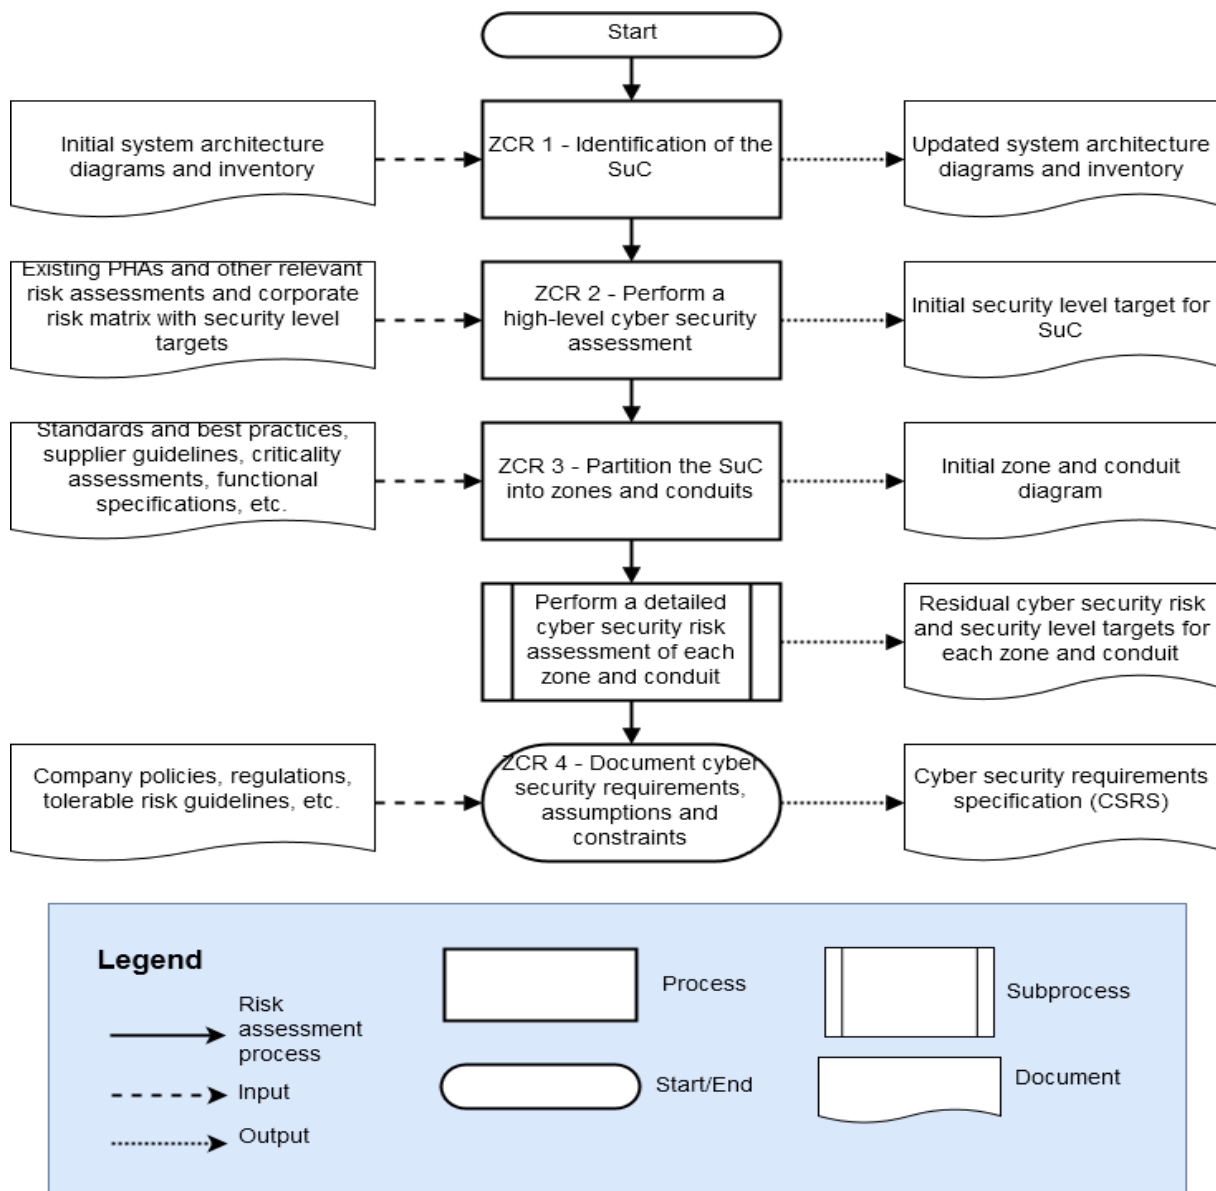 Start
Initial system architecture
diagrams and inventory
ZCR 1 - Identification of the
SuC
Updated system architecture
diagrams and inventory
Existing PHAs and other relevant
risk assessments and corporate
risk matrix with security level
targets
ZCR 2 - Perform a
high-level cyber security
assessment
Initial security level target for
SuC
Standards and best practices,
supplier guidelines, criticality
assessments, functional
specifications, etc.
ZCR 3 - Partition the SuC
into zones and conduits
Initial zone and conduit
diagram
Perform a detailed
cyber security risk
assessment of each
zone and conduit
Residual cyber security risk
and security level targets for
each zone and conduit
Company policies, regulations,
tolerable risk guidelines, etc.
ZCR 4 - Document cyber
security requirements,
assumptions and
constraints
Cyber security requirements
specification (CSRS)
Legend
Risk
assessment
process
Input
Output
Process
Start/End
Subprocess
Document